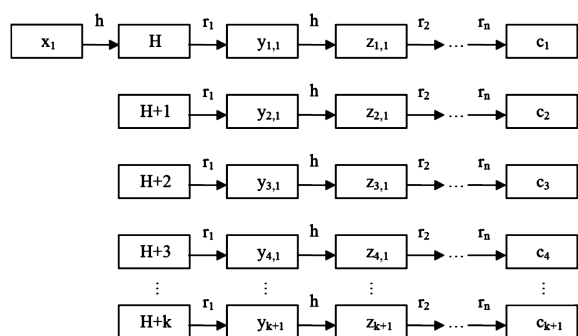 h r₁ h r₂ rₙ
x₁ H y₁,₁ z₁,₁ ... c₁
r₁ h r₂ rₙ
H+1 y₂,₁ z₂,₁ ... c₂
r₁ h r₂ rₙ
H+2 y₃,₁ z₃,₁ ... c₃
r₁ h r₂ rₙ
H+3 y₄,₁ z₄,₁ ... c₄
⋮ ⋮ ⋮ ⋮
r₁ h r₂ rₙ
H+k yₖ₊₁ zₖ₊₁ ... cₖ₊₁